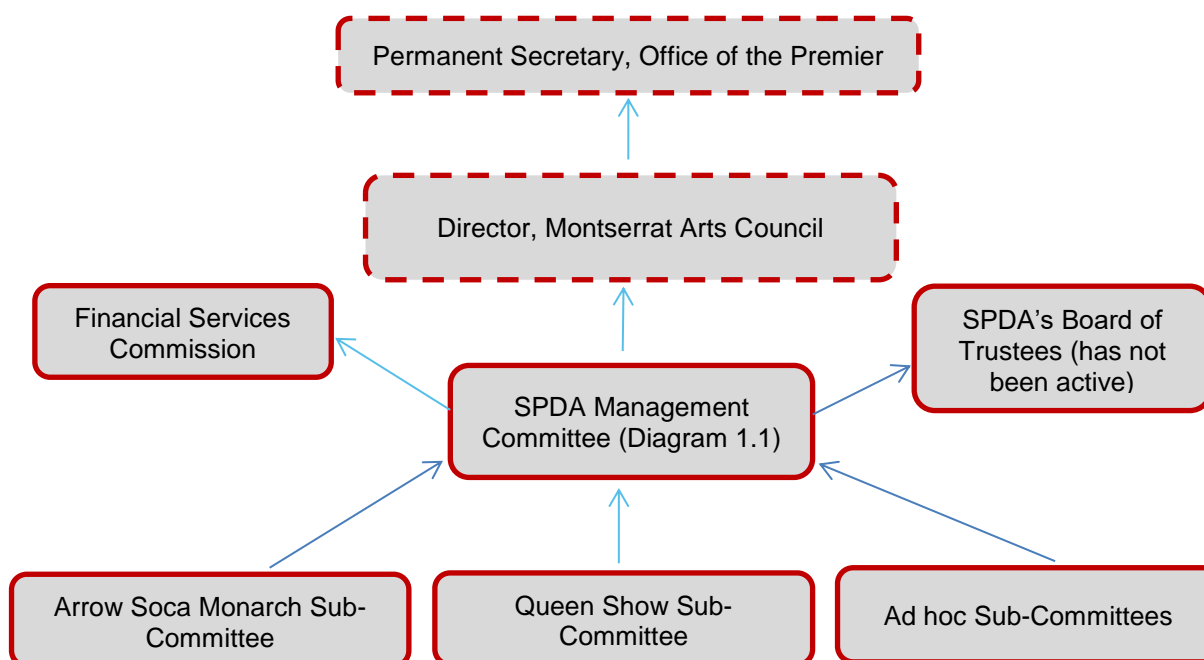 Permanent Secretary, Office of the Premier
Director, Montserrat Arts Council
Financial Services
Commission
SPDA's Board of
Trustees (has not
been active)
SPDA Management
Committee (Diagram 1.1)
Arrow Soca Monarch Sub-
Committee
Queen Show Sub-
Committee
Ad hoc Sub-Committees